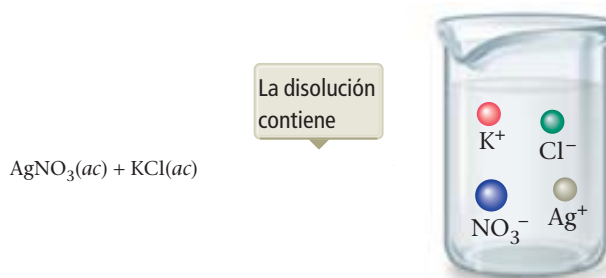 La disolución
contiene
AgNO₃(ac) + KCl(ac)
K⁺
Cl⁻
NO₃⁻
Ag⁺